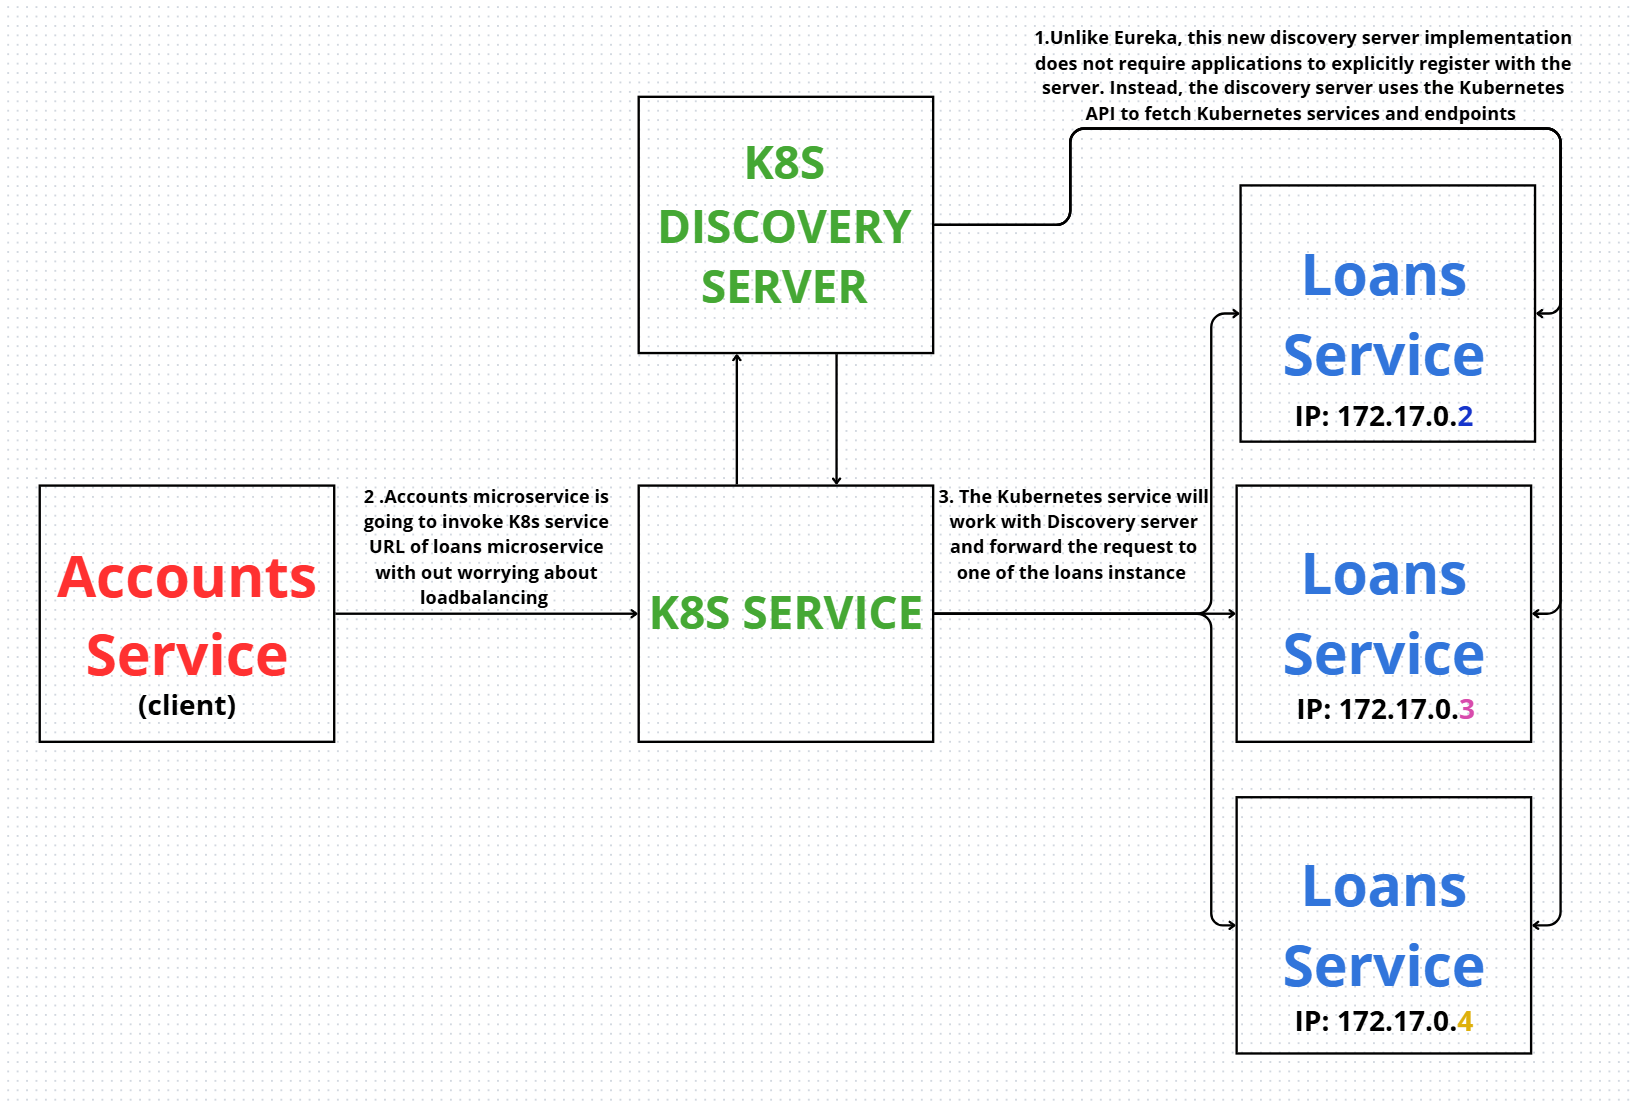 1.Unlike Eureka, this new discovery server implementation
does not require applications to explicitly register with the
server. Instead, the discovery server uses the Kubernetes
API to fetch Kubernetes services and endpoints
K8S
DISCOVERY
SERVER
Loans
Service
IP: 172.17.0.2
Accounts
Service
(client)
2 .Accounts microservice is
going to invoke K8s service
URL of loans microservice
with out worrying about
loadbalancing
K8S SERVICE
3. The Kubernetes service will
work with Discovery server
and forward the request to
one of the loans instance
Loans
Service
IP: 172.17.0.3
Loans
Service
IP: 172.17.0.4